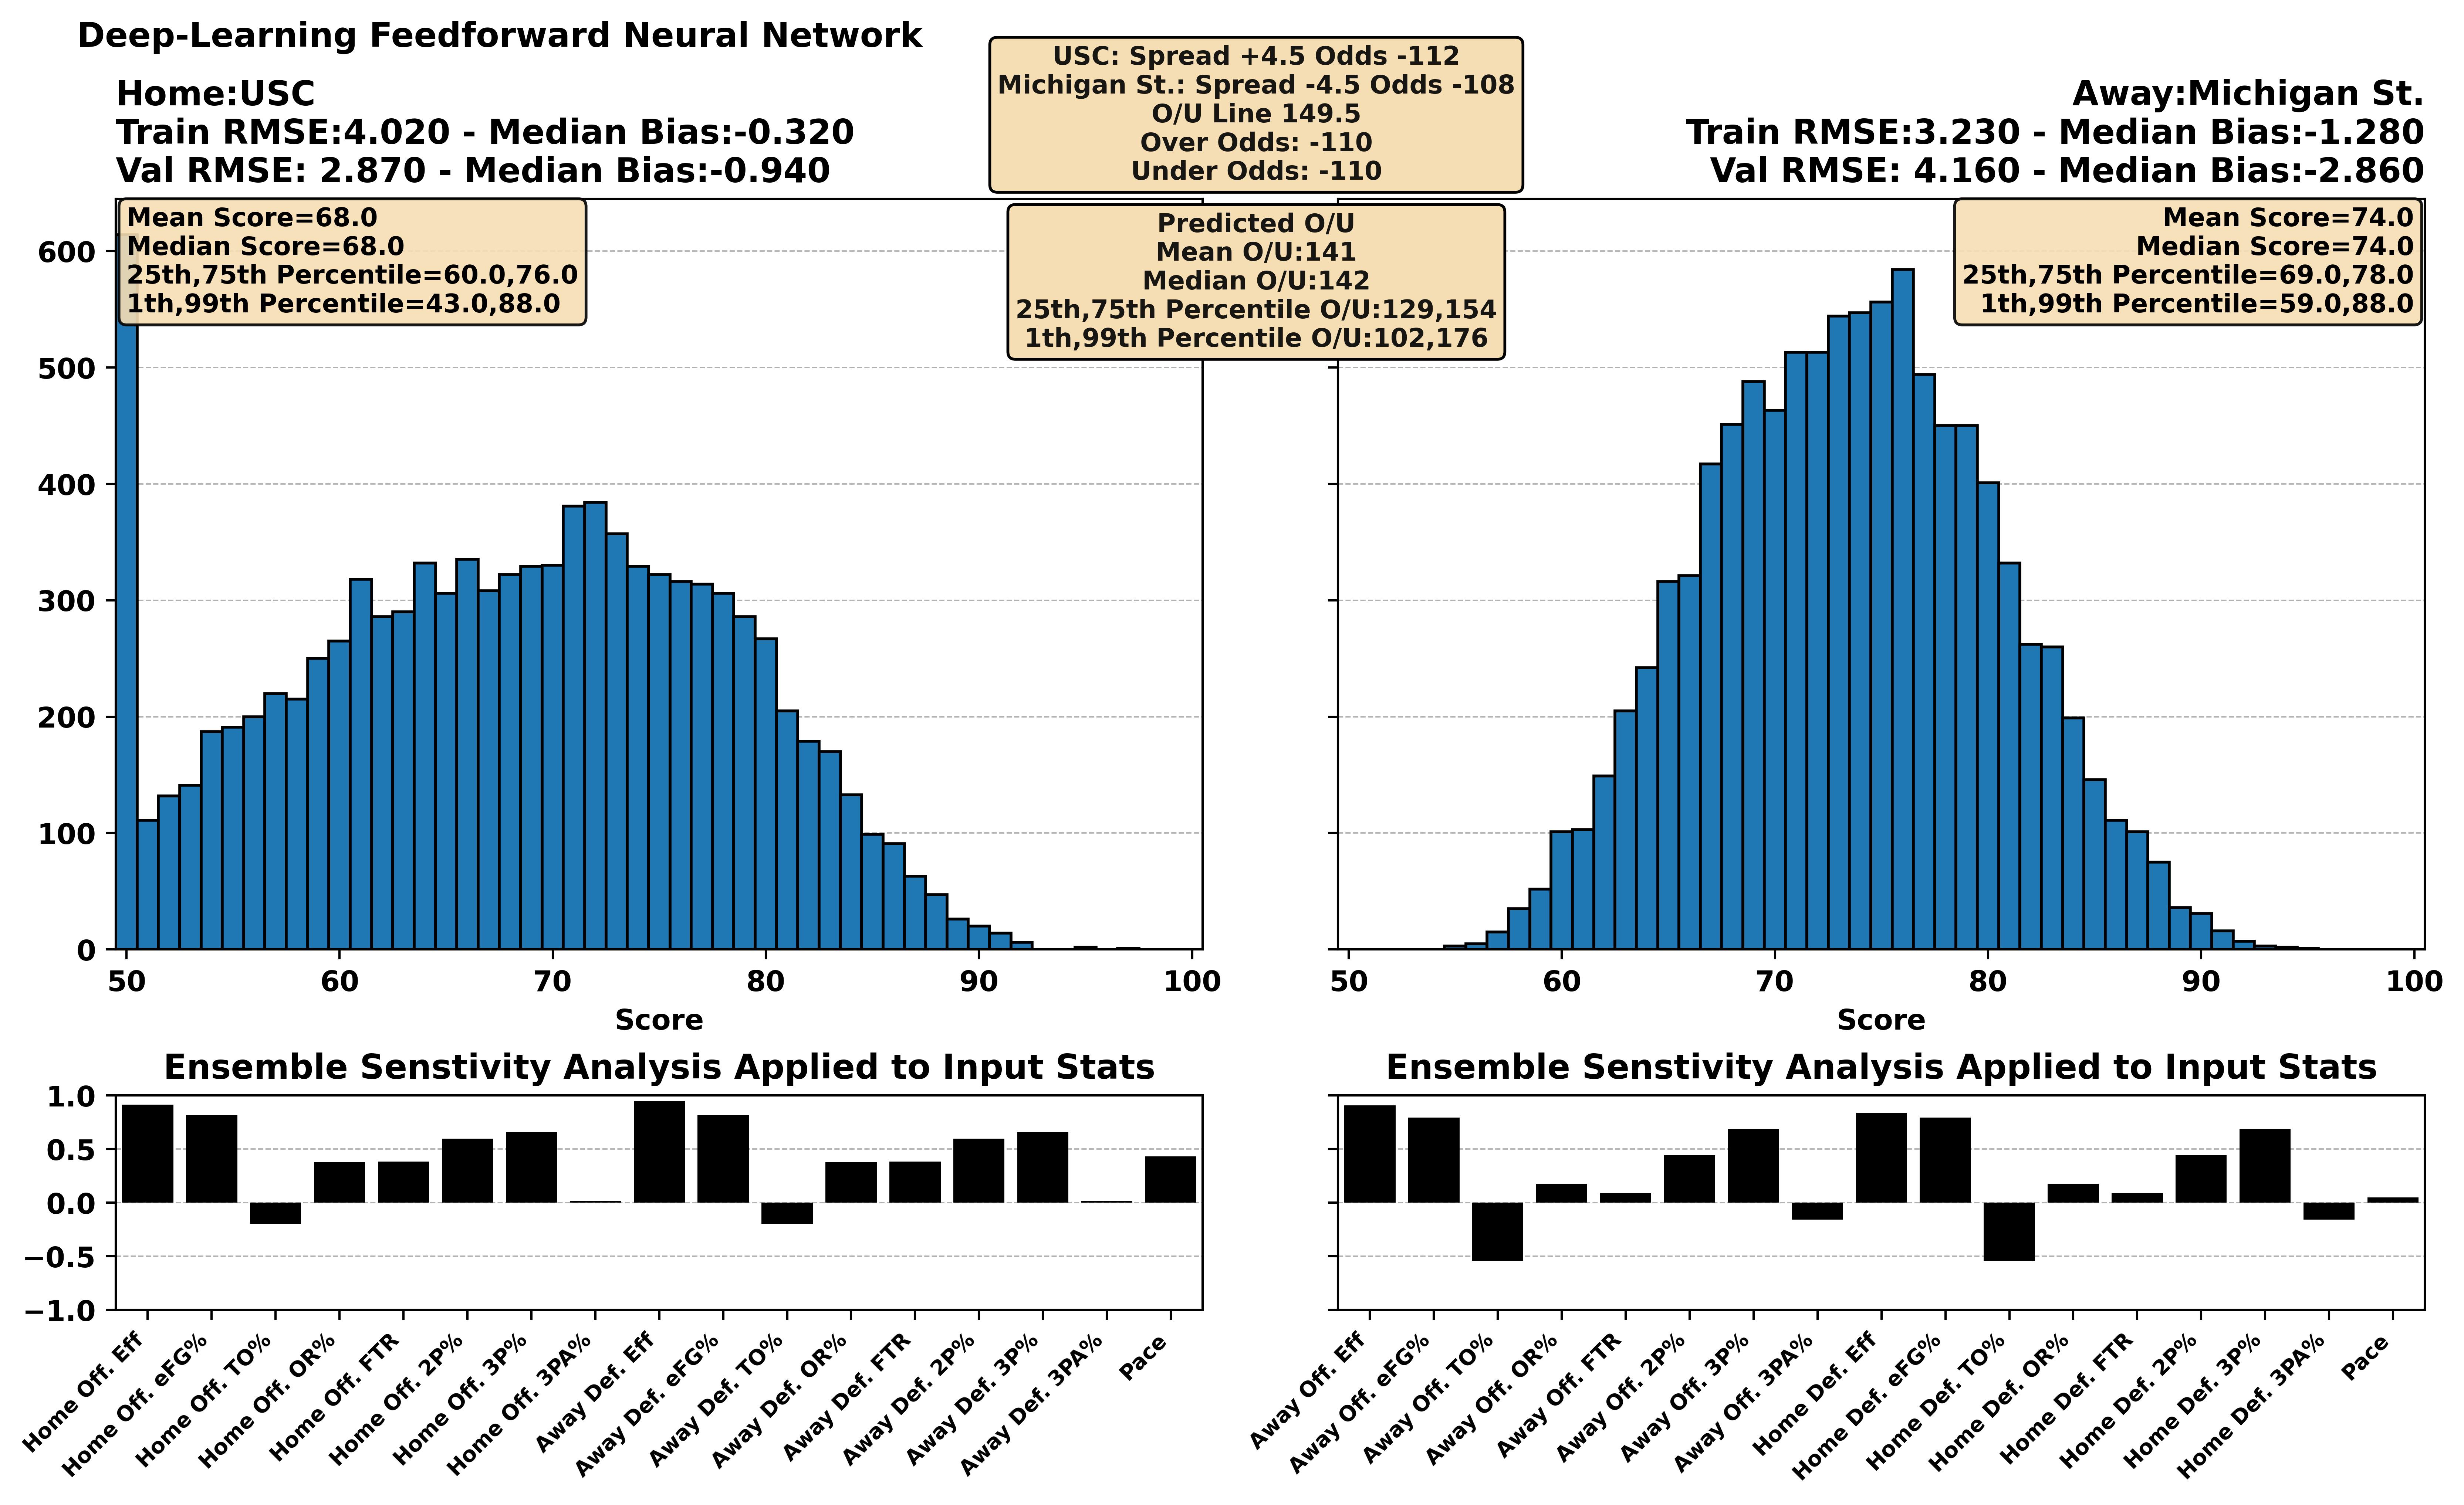 Deep-Learning Feedforward Neural Network
Home:USC
Train RMSE:4.020 - Median Bias:-0.320
Val RMSE: 2.870 - Median Bias:-0.940
USC: Spread +4.5 Odds -112
Michigan St.: Spread -4.5 Odds -108
O/U Line 149.5
Over Odds: -110
Under Odds: -110
Away:Michigan St.
Train RMSE:3.230 - Median Bias:-1.280
Val RMSE: 4.160 - Median Bias:-2.860
Mean Score=68.0
Median Score=68.0
25th,75th Percentile=60.0,76.0
1th,99th Percentile=43.0,88.0
Predicted O/U
Mean O/U:141
Median O/U:142
25th,75th Percentile O/U:129,154
1th,99th Percentile O/U:102,176
Mean Score=74.0
Median Score=74.0
25th,75th Percentile=69.0,78.0
1th,99th Percentile=59.0,88.0
600
500
400
300
200
100
0
50 60 70 80 90 100
Score
50 60 70 80 90 100
Score
Ensemble Senstivity Analysis Applied to Input Stats
1.0
0.5
0.0
−0.5
−1.0
Home Off. Eff
Home Off. eFG%
Home Off. TO%
Home Off. OR%
Home Off. FTR
Home Off. 2P%
Home Off. 3P%
Home Off. 3PA%
Away Def. Eff
Away Def. eFG%
Away Def. TO%
Away Def. OR%
Away Def. FTR
Away Def. 2P%
Away Def. 3P%
Away Def. 3PA%
Pace
Ensemble Senstivity Analysis Applied to Input Stats
Away Off. Eff
Away Off. eFG%
Away Off. TO%
Away Off. OR%
Away Off. FTR
Away Off. 2P%
Away Off. 3P%
Away Off. 3PA%
Home Def. Eff
Home Def. eFG%
Home Def. TO%
Home Def. OR%
Home Def. FTR
Home Def. 2P%
Home Def. 3P%
Home Def. 3PA%
Pace